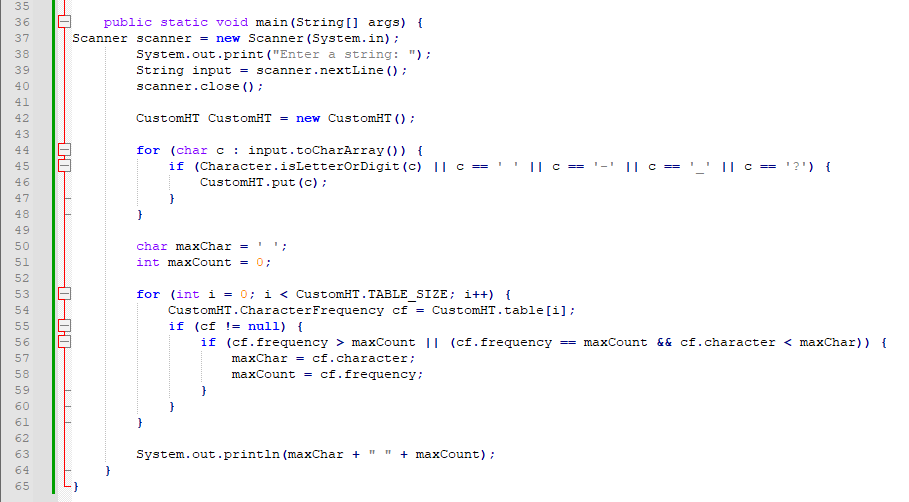 35
36 public static void main(String[] args) {
37 Scanner scanner = new Scanner(System.in);
38 System.out.print("Enter a string: ");
39 String input = scanner.nextLine();
40 scanner.close();
41
42 CustomHT CustomHT = new CustomHT();
43
44 for (char c : input.toCharArray()) {
45 if (Character.isLetterOrDigit(c) || c == ' ' || c == '-' || c == '_' || c == '?') {
46 CustomHT.put(c);
47 }
48 }
49
50 char maxChar = ' ';
51 int maxCount = 0;
52
53 for (int i = 0; i < CustomHT.TABLE_SIZE; i++) {
54 CustomHT.CharacterFrequency cf = CustomHT.table[i];
55 if (cf != null) {
56 if (cf.frequency > maxCount || (cf.frequency == maxCount && cf.character < maxChar)) {
57 maxChar = cf.character;
58 maxCount = cf.frequency;
59 }
60 }
61 }
62
63 System.out.println(maxChar + " " + maxCount);
64 }
65 }